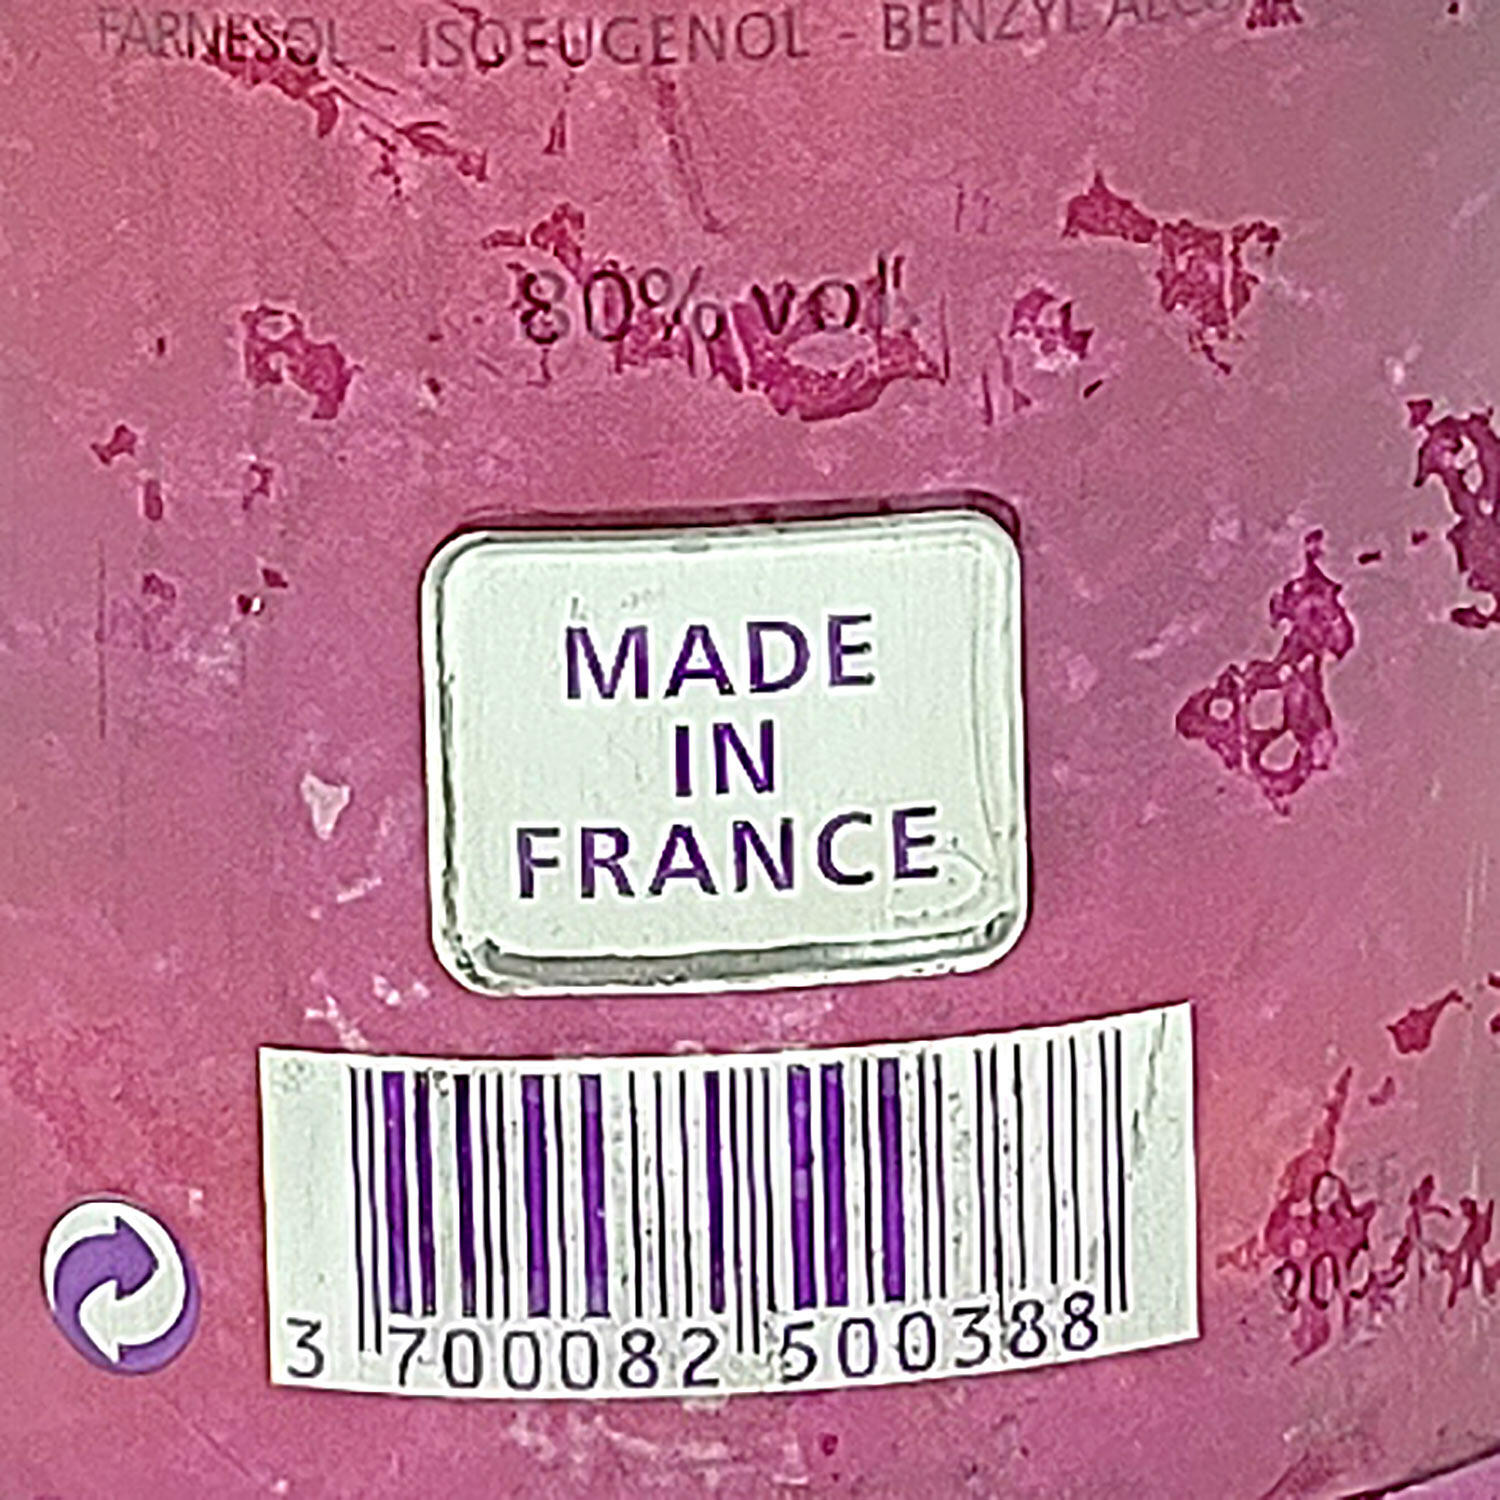 FARNESOL - ISOEUGENOL - BENZYL
80% vol
MADE
IN
FRANCE
3 700082 500388